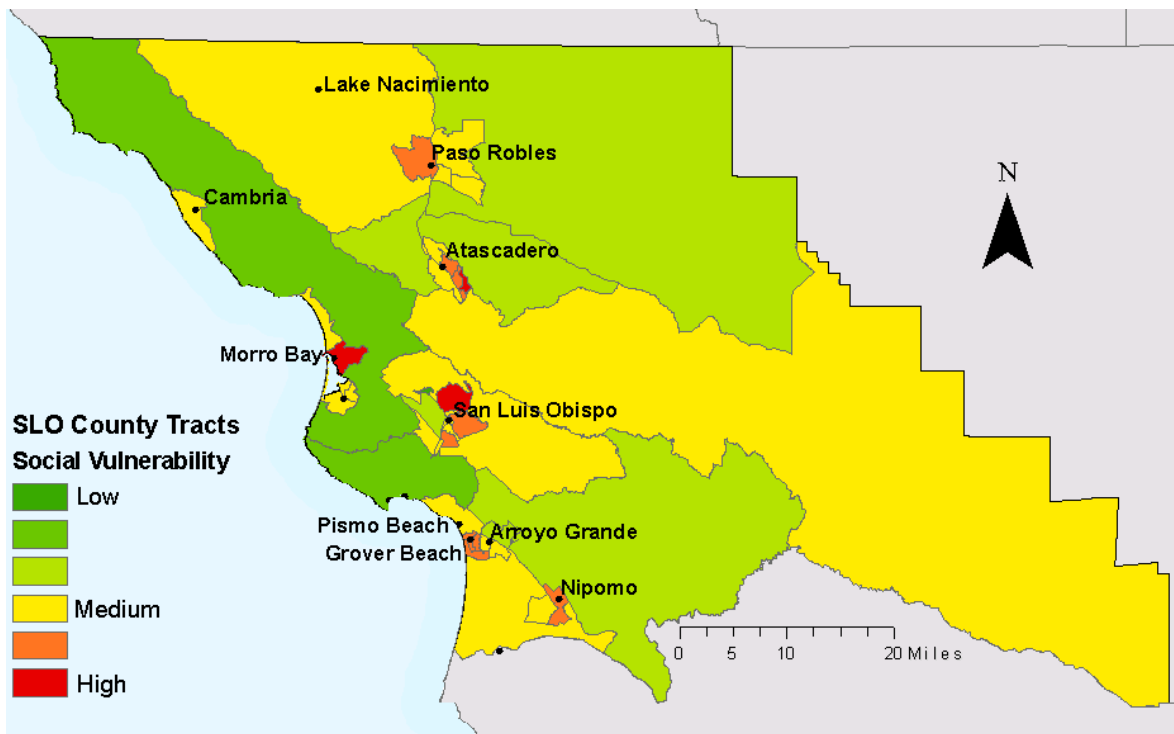 Lake Nacimiento
Paso Robles
N
Cambria
Atascadero
Morro Bay
San Luis Obispo
SLO County Tracts
Social Vulnerability
Low
Medium
High
Pismo Beach
Arroyo Grande
Grover Beach
Nipomo
0 5 10 20 Miles